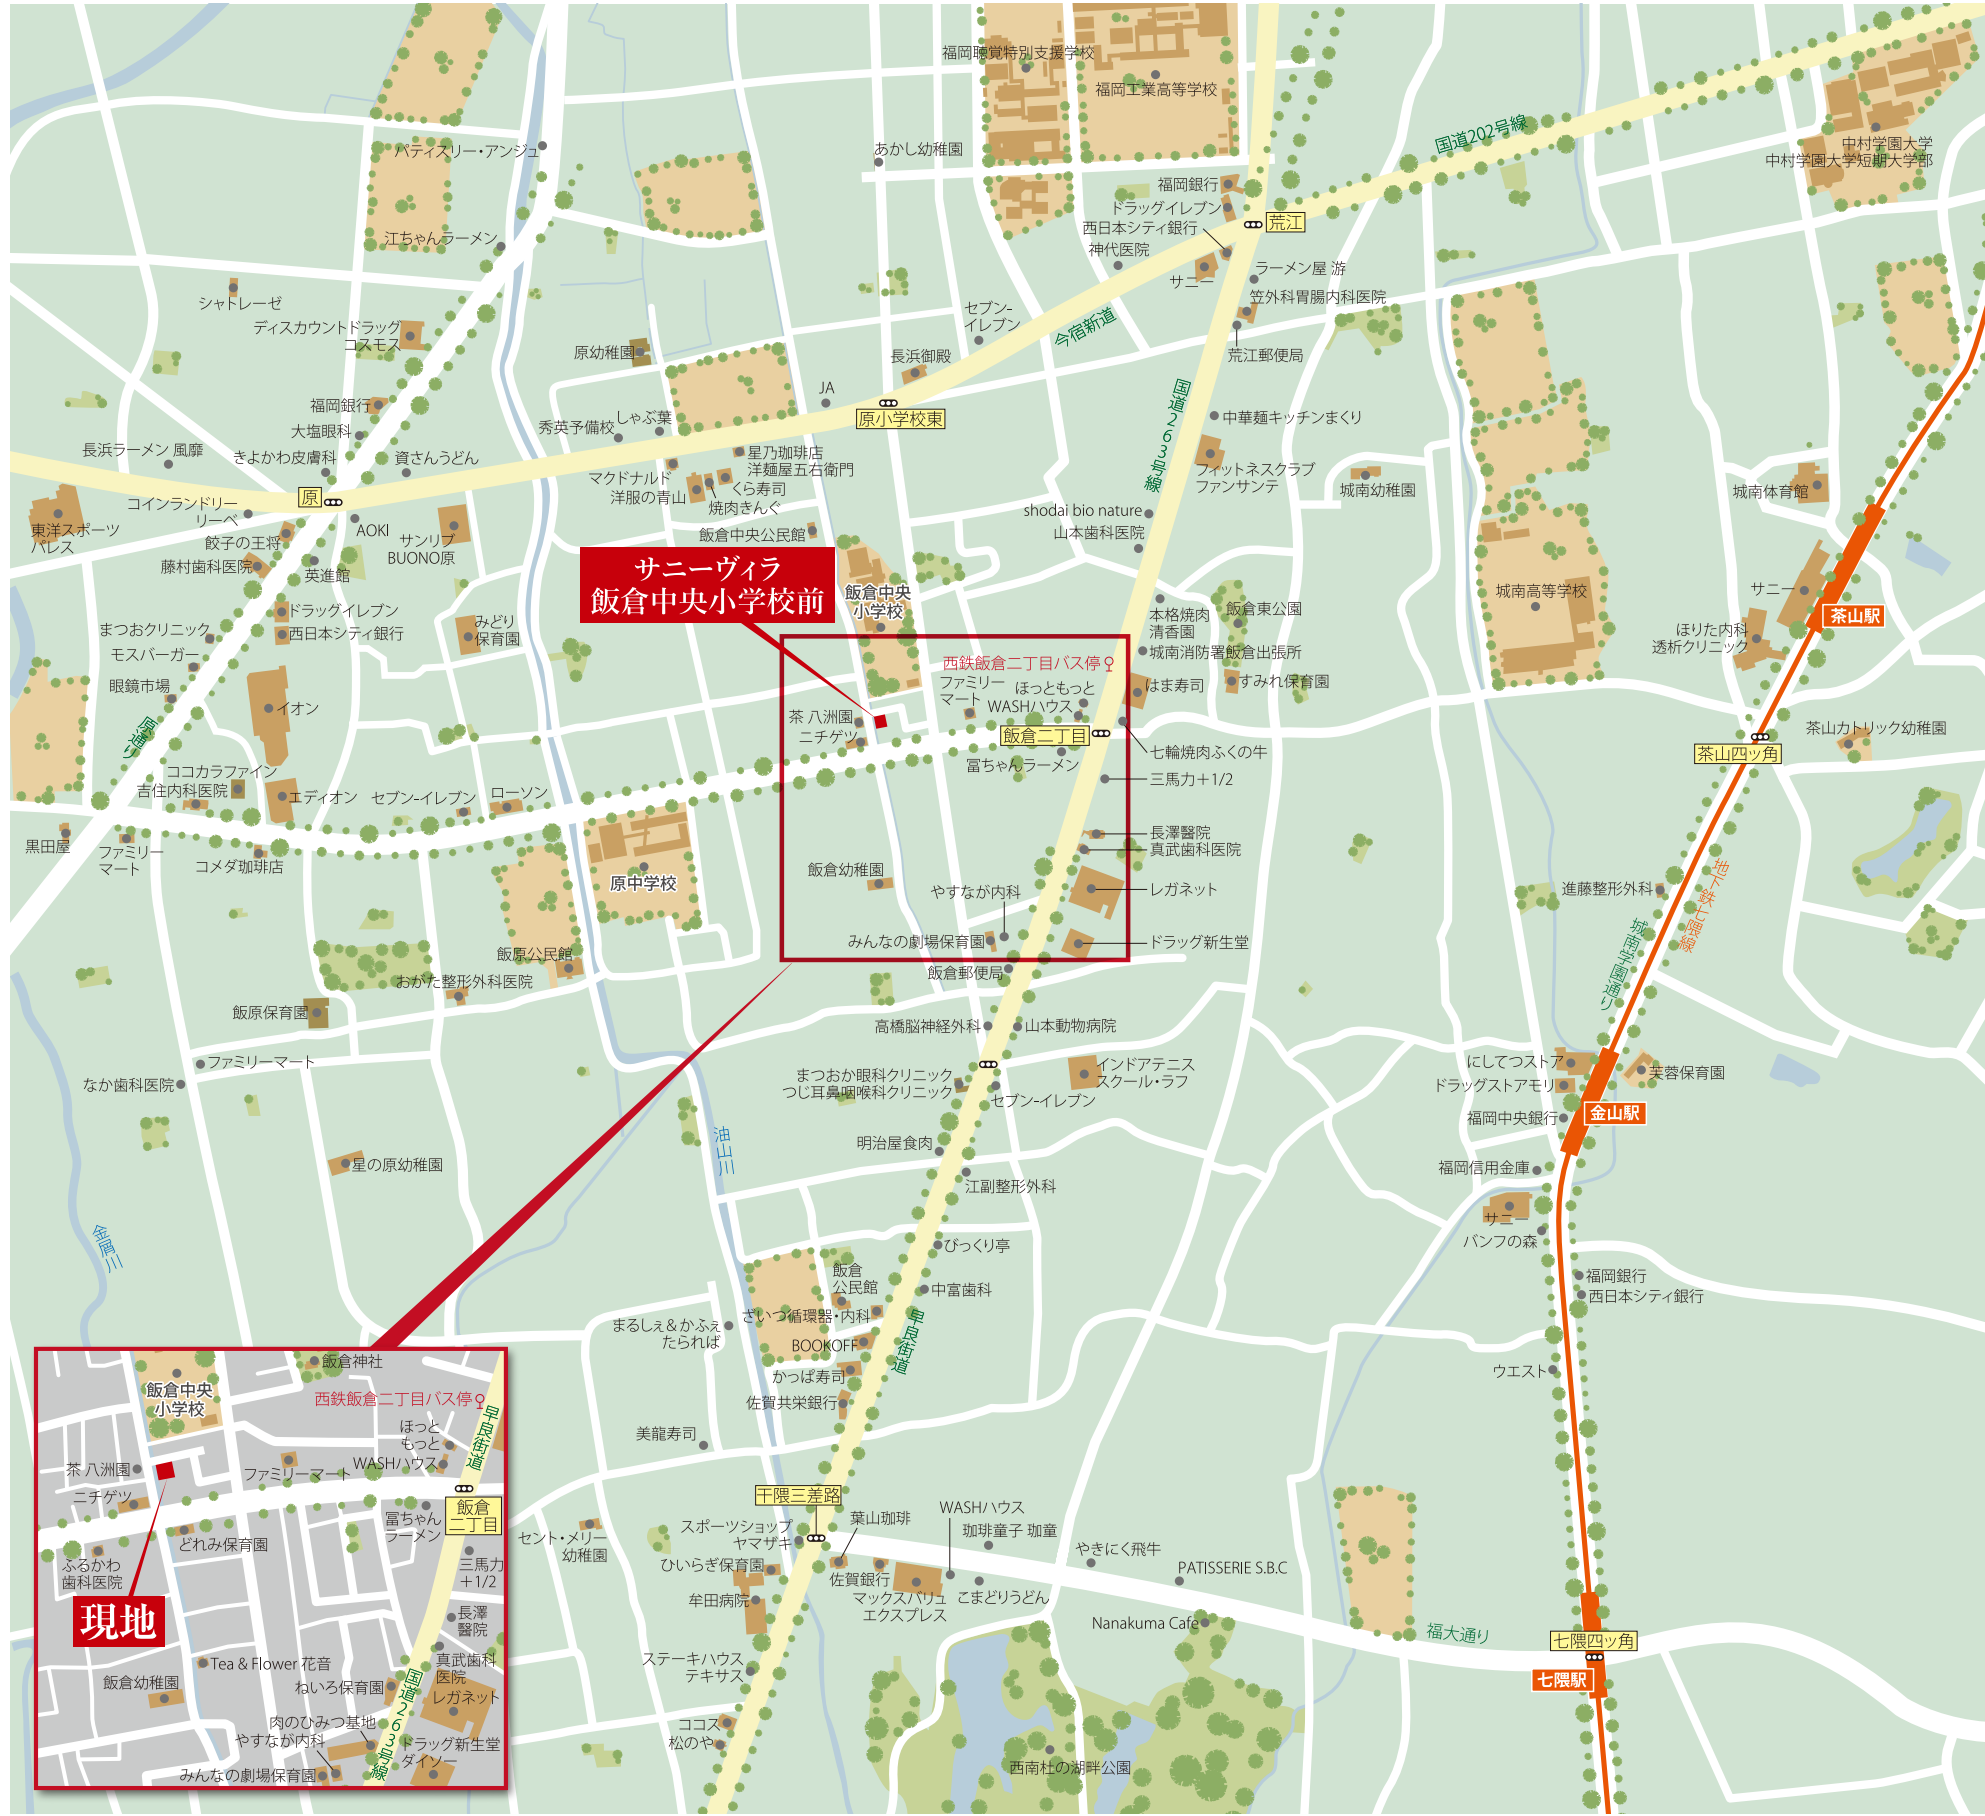 福岡聴覚特別支援学校
福岡工業高等学校
国道202号線
中村学園大学
中村学園大学短期大学部
パティスリー・アンジュ
あかし幼稚園
福岡銀行
ドラッグイレブン
西日本シティ銀行
神代医院
荒江
サニー
ラーメン屋 游
笠外科胃腸内科医院
荒江郵便局
江ちゃんラーメン
シャトレーゼ
ディスカウントドラッグ
コスモス
セブン-
イレブン
今宿新道
原幼稚園
長浜御殿
JA
原小学校東
国道263号線
中華麺キッチンまくり
フィットネスクラブ
ファンサンテ
城南幼稚園
城南体育館
福岡銀行
大塩眼科
長浜ラーメン 風靡
きよかわ皮膚科
資さんうどん
しゃぶ葉
秀英予備校
星乃珈琲店
洋麺屋五右衛門
マクドナルド
洋服の青山
くら寿司
焼肉きんぐ
飯倉中央公民館
原
コインランドリー
リーベ
東洋スポーツ
パレス
餃子の王将
藤村歯科医院
AOKI
サンリブ
BUONO原
英進館
shodai bio nature
山本歯科医院
サニーヴィラ
飯倉中央小学校前
飯倉中央
小学校
ドラッグイレブン
西日本シティ銀行
みどり
保育園
まつおクリニック
モスバーガー
眼鏡市場
イオン
原通り
本格焼肉
清香園
飯倉東公園
城南消防署飯倉出張所
すみれ保育園
はま寿司
西鉄飯倉二丁目バス停
ファミリー
マート
ほっともっと
WASHハウス
茶 八洲園
ニチゲツ
飯倉二丁目
冨ちゃんラーメン
七輪焼肉ふくの牛
三馬力＋1/2
城南高等学校
サニー
茶山駅
ほりた内科
透析クリニック
茶山四ッ角
茶山カトリック幼稚園
ココカラファイン
吉住内科医院
エディオン
セブン-イレブン
ローソン
黒田屋
ファミリー
マート
コメダ珈琲店
原中学校
飯倉幼稚園
長澤醫院
真武歯科医院
レガネット
やすなが内科
みんなの劇場保育園
ドラッグ新生堂
飯倉郵便局
進藤整形外科
地下鉄七隈線
城南学園通り
飯原公民館
おがた整形外科医院
飯原保育園
ファミリーマート
なか歯科医院
高橋脳神経外科
山本動物病院
まつおか眼科クリニック
つじ耳鼻咽喉科クリニック
インドアテニス
スクール・ラフ
セブン-イレブン
にしてつストア
ドラッグストアモリ
芙蓉保育園
福岡中央銀行
金山駅
福岡信用金庫
サニー
バンフの森
明治屋食肉
江副整形外科
油山川
星の原幼稚園
金屑川
びっくり亭
飯倉
公民館
中冨歯科
ざいつ循環器・内科
まるしぇ＆かふぇ
たられば
BOOKOFF
早良街道
かっぱ寿司
佐賀共栄銀行
美龍寿司
福岡銀行
西日本シティ銀行
ウエスト
干隈三差路
スポーツショップ
ヤマザキ
葉山珈琲
WASHハウス
珈琲童子 珈童
セント・メリー
幼稚園
ひいらぎ保育園
牟田病院
佐賀銀行
マックスバリュ
エクスプレス
こまどりうどん
やきにく飛牛
PATISSERIE S.B.C
Nanakuma Cafe
ステーキハウス
テキサス
ココス
松のや
西南杜の湖畔公園
福大通り
七隈四ッ角
七隈駅
飯倉神社
飯倉中央
小学校
西鉄飯倉二丁目バス停
早良街道
ほっと
もっと
WASHハウス
茶 八洲園
ニチゲツ
ファミリーマート
飯倉
二丁目
冨ちゃん
ラーメン
どれみ保育園
ふるかわ
歯科医院
三馬力
＋1/2
現地
長澤
醫院
真武歯科
医院
Tea & Flower 花音
飯倉幼稚園
ねいろ保育園
国道263号線
レガネット
肉のひみつ基地
やすなが内科
ドラッグ新生堂
ダイソー
みんなの劇場保育園